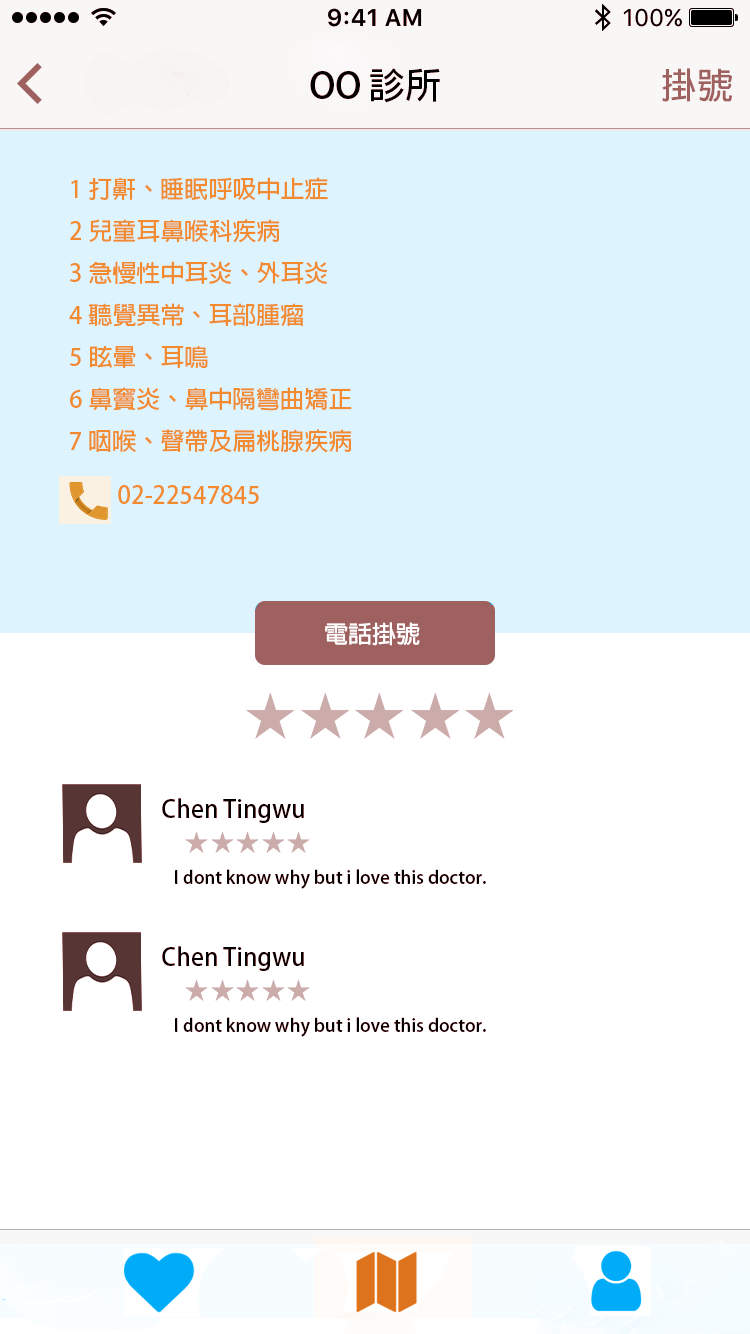 9:41 AM
100%
OO 診所
掛號
1 打鼾、睡眠呼吸中止症
2 兒童耳鼻喉科疾病
3 急慢性中耳炎、外耳炎
4 聽覺異常、耳部腫瘤
5 眩暈、耳鳴
6 鼻竇炎、鼻中隔彎曲矯正
7 咽喉、聲帶及扁桃腺疾病
02-22547845
電話掛號
Chen Tingwu
I dont know why but i love this doctor.
Chen Tingwu
I dont know why but i love this doctor.